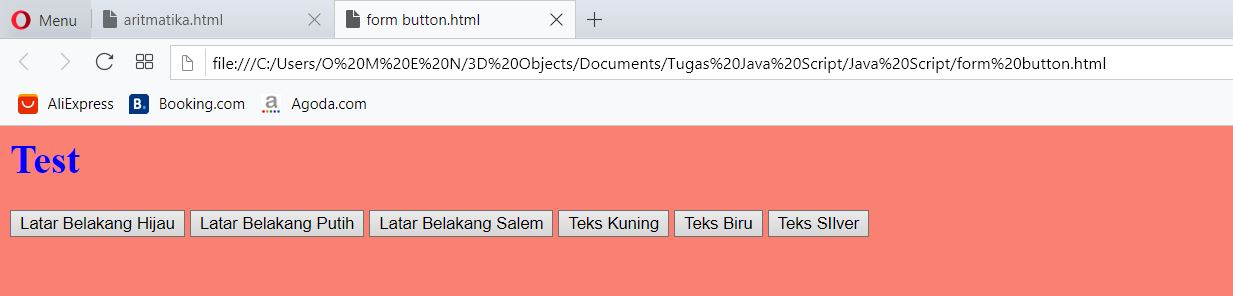 Menu aritmatika.html form button.html
file:///C:/Users/O%20M%20E%20N/3D%20Objects/Documents/Tugas%20Java%20Script/Java%20Script/form%20button.html
AliExpress B. Booking.com a Agoda.com
Test
Latar Belakang Hijau Latar Belakang Putih Latar Belakang Salem Teks Kuning Teks Biru Teks SIlver